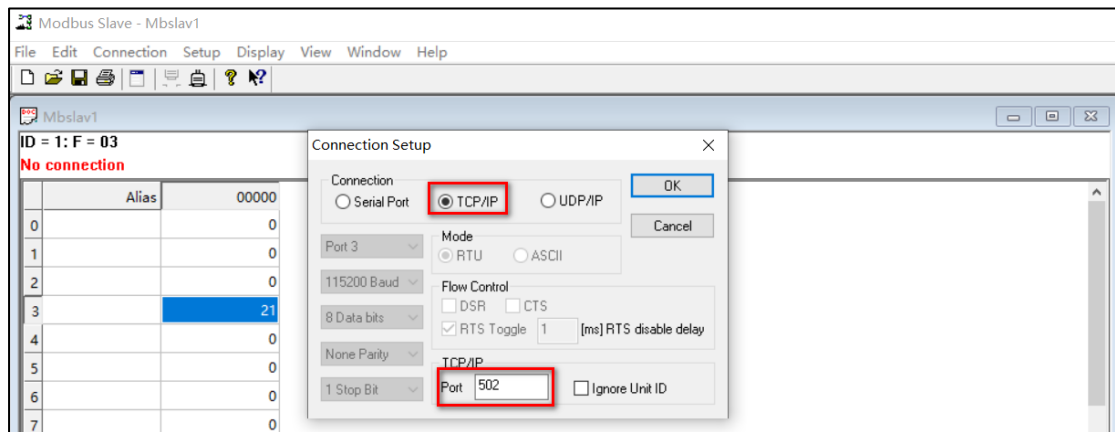 Modbus Slave - Mbslav1
File Edit Connection Setup Display View Window Help
Mbslav1
ID = 1: F = 03
No connection
Alias 00000
0 0
1 0
2 0
3 21
4 0
5 0
6 0
7 0
Connection Setup
Connection
Serial Port TCP/IP UDP/IP
OK
Cancel
Port 3
115200 Baud
8 Data bits
None Parity
1 Stop Bit
Mode
RTU ASCII
Flow Control
DSR CTS
RTS Toggle 1 [ms] RTS disable delay
TCP/IP
Port 502 Ignore Unit ID